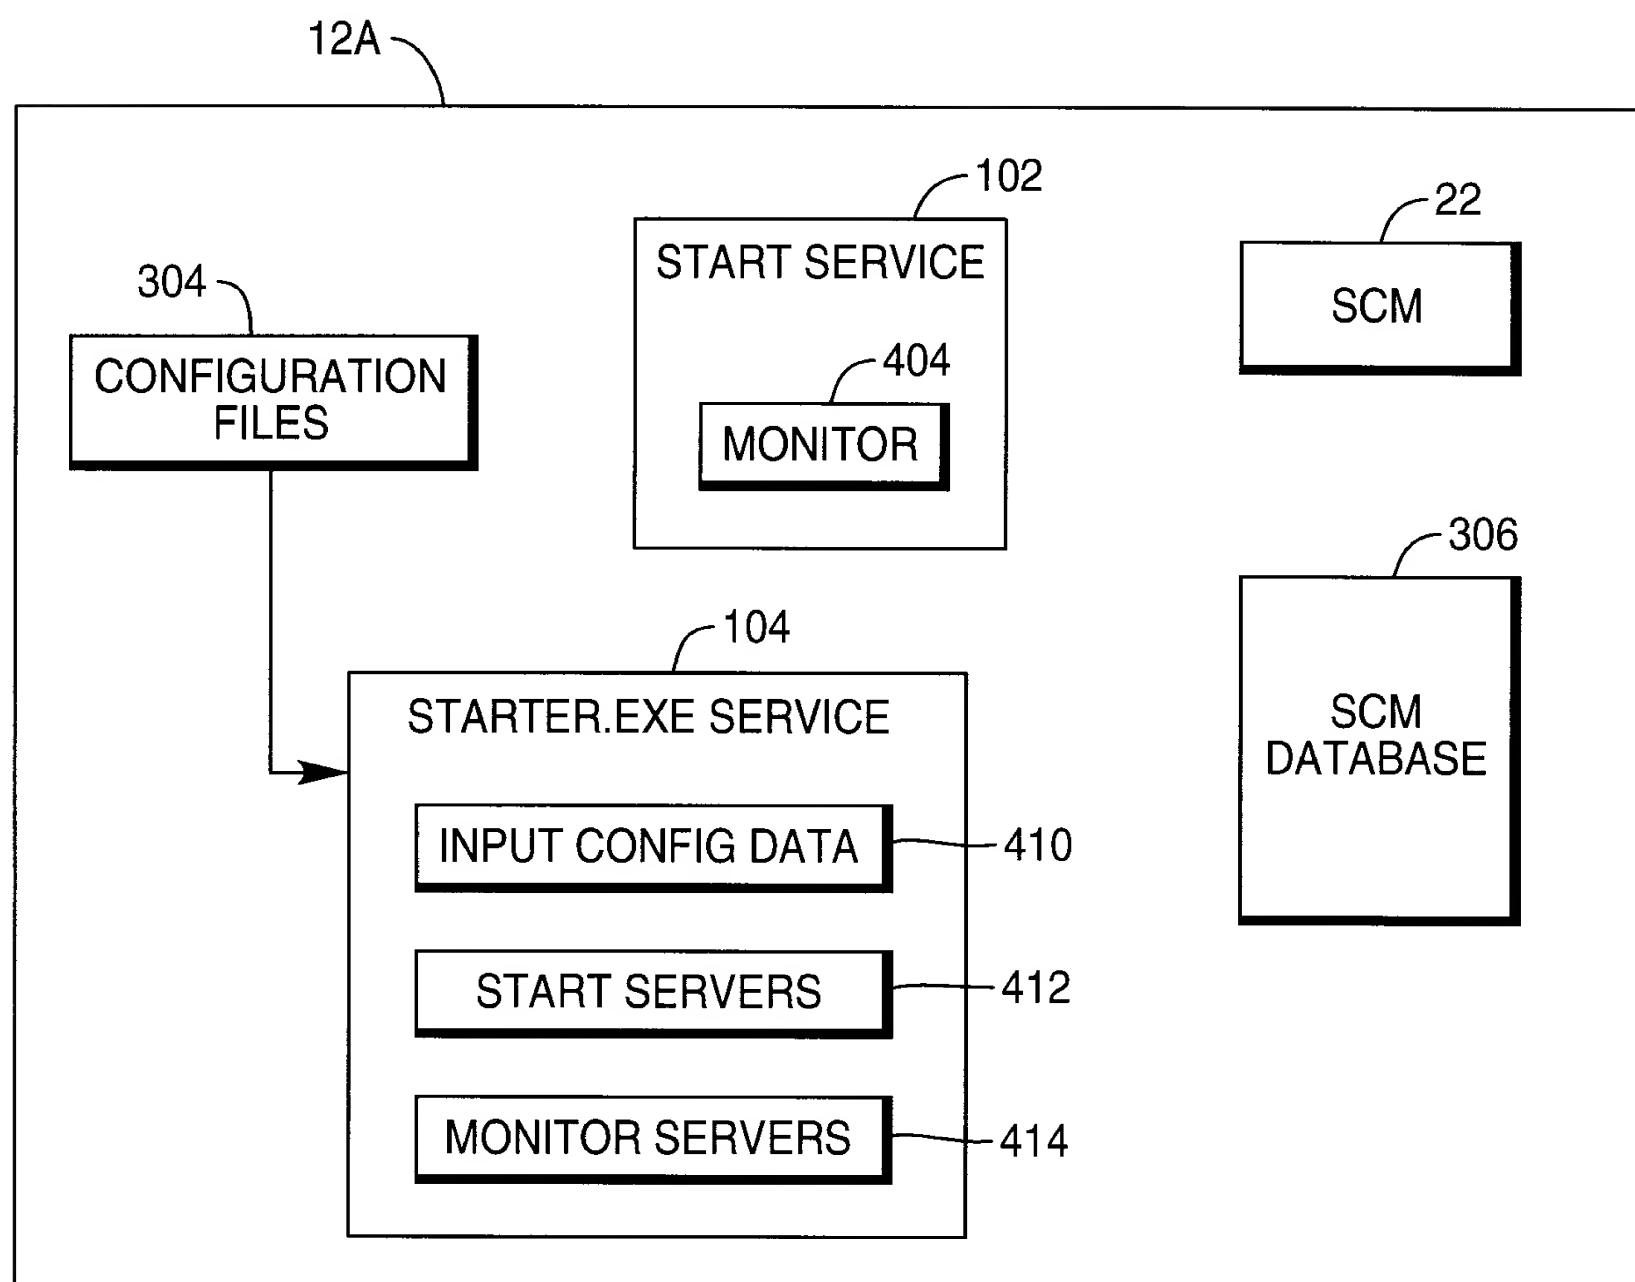 12A
102
START SERVICE
404
MONITOR
22
SCM
304
CONFIGURATION
FILES
306
SCM
DATABASE
104
STARTER.EXE SERVICE
INPUT CONFIG DATA
410
START SERVERS
412
MONITOR SERVERS
414